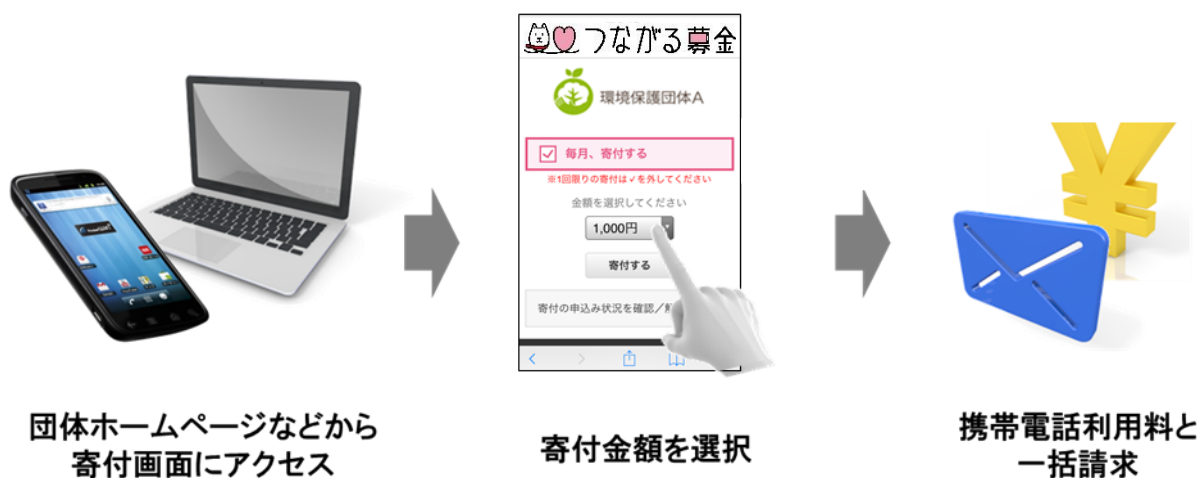 つながる募金
環境保護団体A
毎月、寄付する
※1回限りの寄付は✓を外してください
金額を選択してください
1,000円
寄付する
寄付の申込み状況を確認/
団体ホームページなどから
寄付画面にアクセス
寄付金額を選択
携帯電話利用料と
一括請求